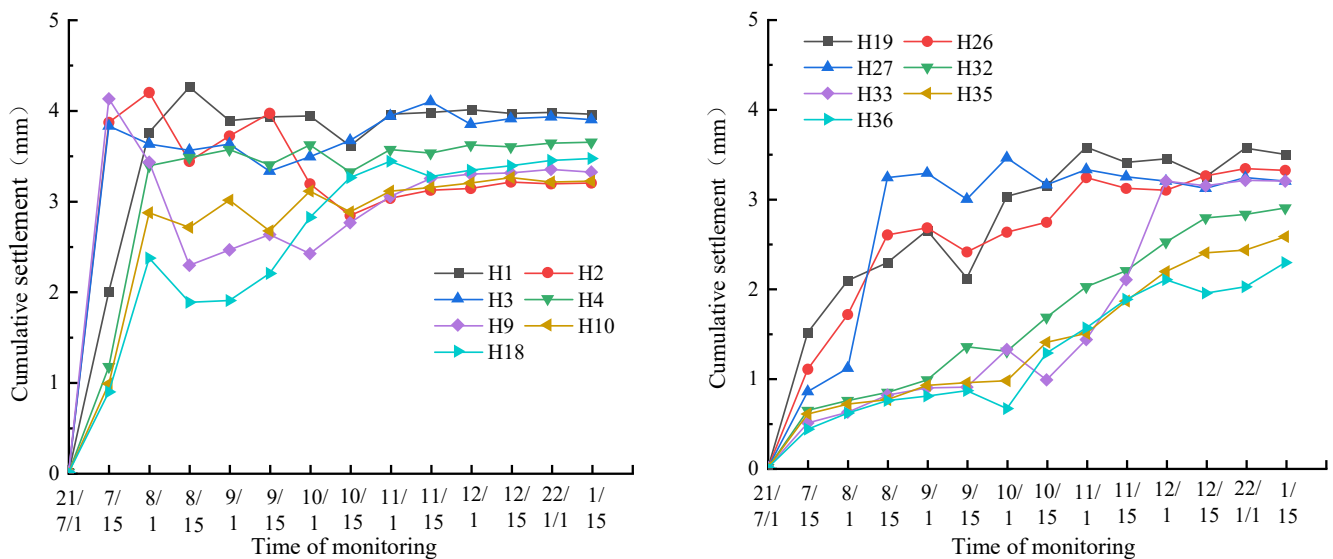 Cumulative settlement（mm）
5
4
3
2
1
0
H1 H2
H3 H4
H9 H10
H18
21/ 7/ 8/ 8/ 9/ 9/ 10/ 10/ 11/ 11/ 12/ 12/ 22/ 1/
7/1 15 1 15 1 15 1 15 1 15 1 15 1/1 15
Time of monitoring
Cumulative settlement（mm）
5
4
3
2
1
0
H19 H26
H27 H32
H33 H35
H36
21/ 7/ 8/ 8/ 9/ 9/ 10/ 10/ 11/ 11/ 12/ 12/ 22/ 1/
7/1 15 1 15 1 15 1 15 1 15 1 15 1/1 15
Time of monitoring